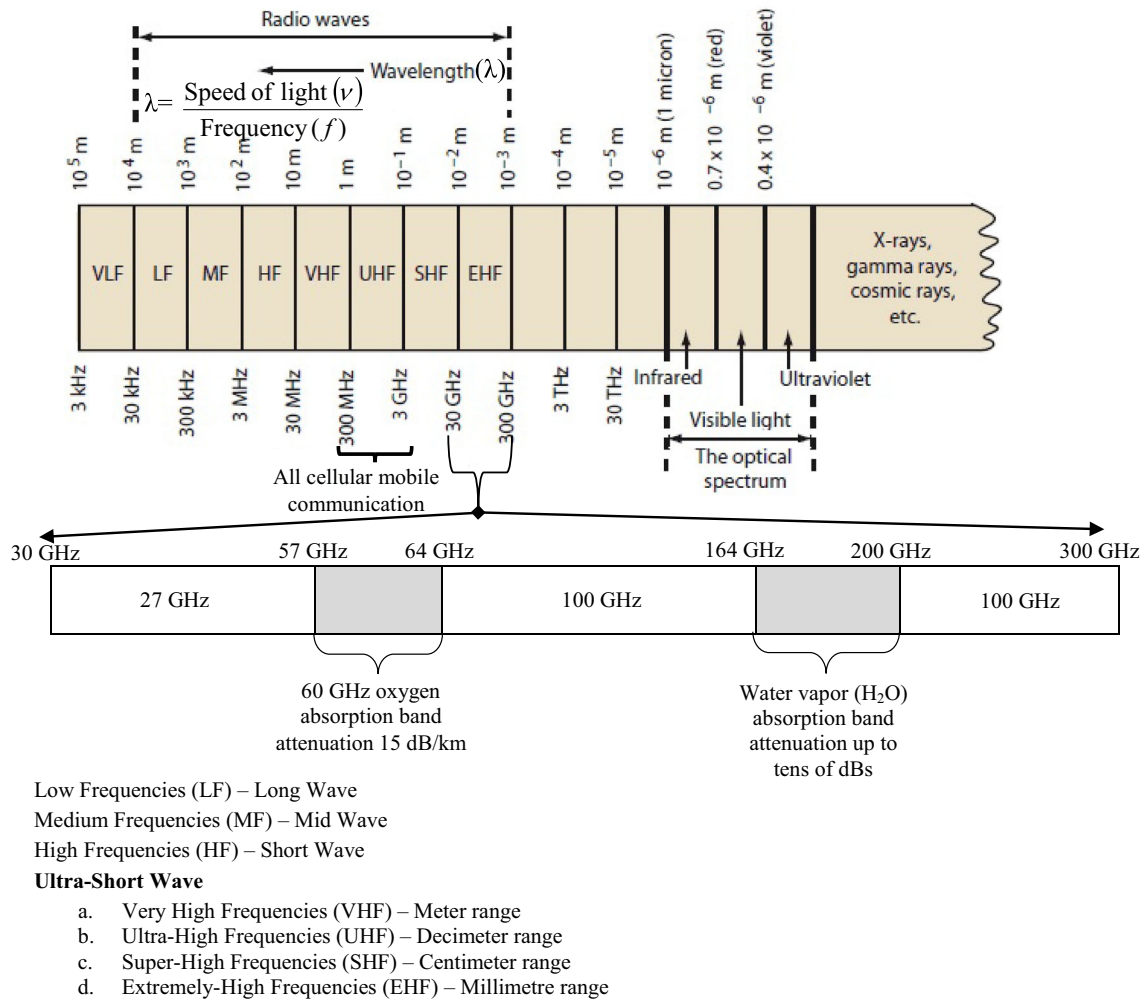 Radio waves
Wavelength(λ)
λ= Speed of light (ν)
Frequency (f)
10⁵ m
10⁴ m
10³ m
10² m
10 m
1 m
10⁻¹ m
10⁻² m
10⁻³ m
10⁻⁴ m
10⁻⁵ m
10⁻⁶ m (1 micron)
0.7 x 10⁻⁶ m (red)
0.4 x 10⁻⁶ m (violet)
VLF
LF
MF
HF
VHF
UHF
SHF
EHF
X-rays,
gamma rays,
cosmic rays,
etc.
3 kHz
30 kHz
300 kHz
3 MHz
30 MHz
300 MHz
3 GHz
30 GHz
300 GHz
3 THz
30 THz
Infrared
Ultraviolet
Visible light
The optical
spectrum
All cellular mobile
communication
30 GHz
57 GHz
64 GHz
164 GHz
200 GHz
300 GHz
27 GHz
100 GHz
100 GHz
60 GHz oxygen
absorption band
attenuation 15 dB/km
Water vapor (H₂O)
absorption band
attenuation up to
tens of dBs
Low Frequencies (LF) – Long Wave
Medium Frequencies (MF) – Mid Wave
High Frequencies (HF) – Short Wave
Ultra-Short Wave
a. Very High Frequencies (VHF) – Meter range
b. Ultra-High Frequencies (UHF) – Decimeter range
c. Super-High Frequencies (SHF) – Centimeter range
d. Extremely-High Frequencies (EHF) – Millimetre range